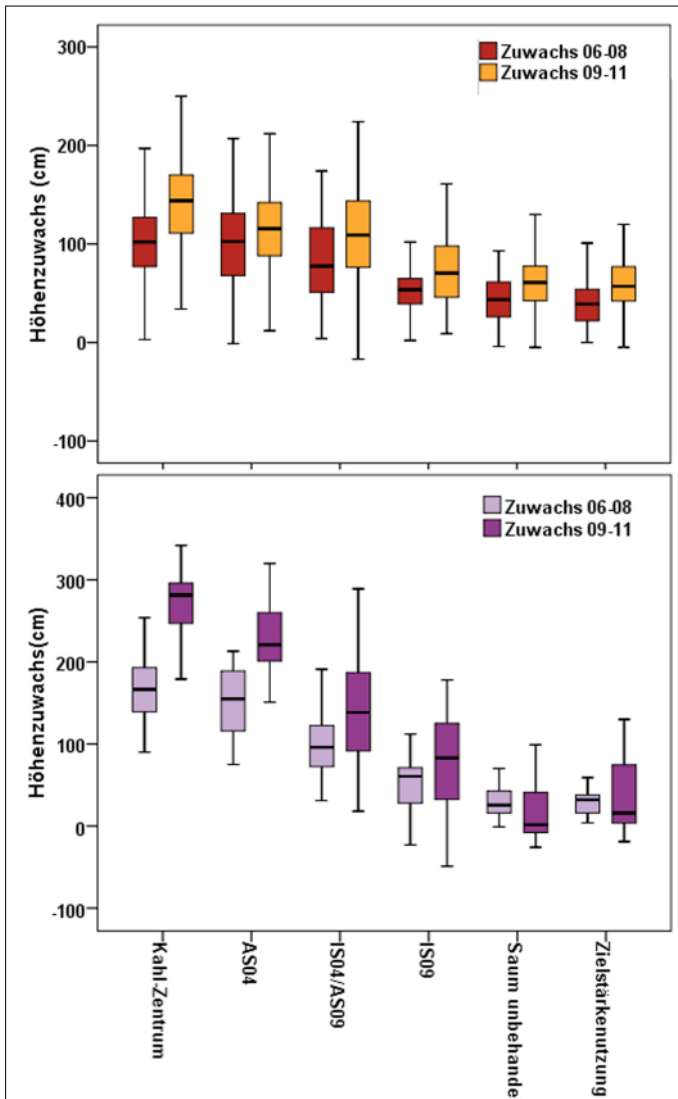 300
200
100
0
-100
Höhenzuwachs (cm)
Zuwachs 06-08
Zuwachs 09-11
400
300
200
100
0
-100
Höhenzuwachs(cm)
Zuwachs 06-08
Zuwachs 09-11
Kahl-Zentrum
AS04
IS04/AS09
IS09
Saum unbehande
Zielstärkenutzung